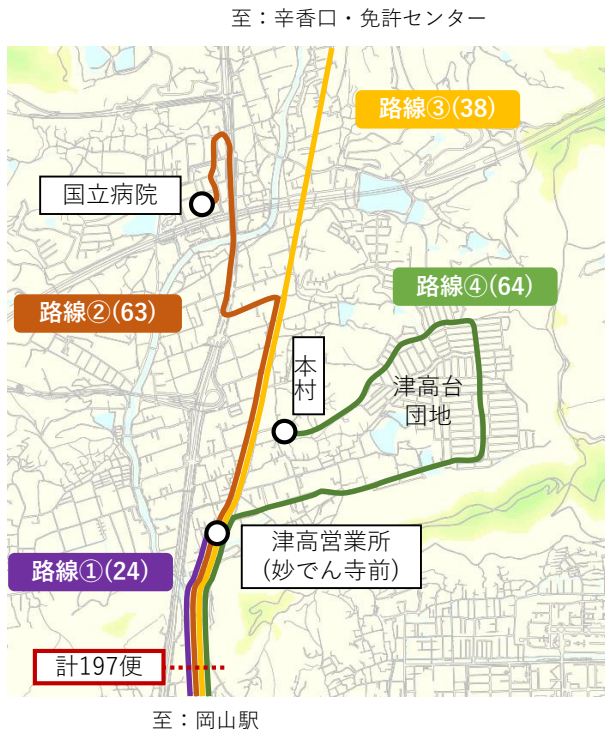 至：辛香口・免許センター
路線③(38)
国立病院
路線④(64)
路線②(63)
本村
津高台
団地
津高営業所
(妙でん寺前)
路線①(24)
計197便
至：岡山駅